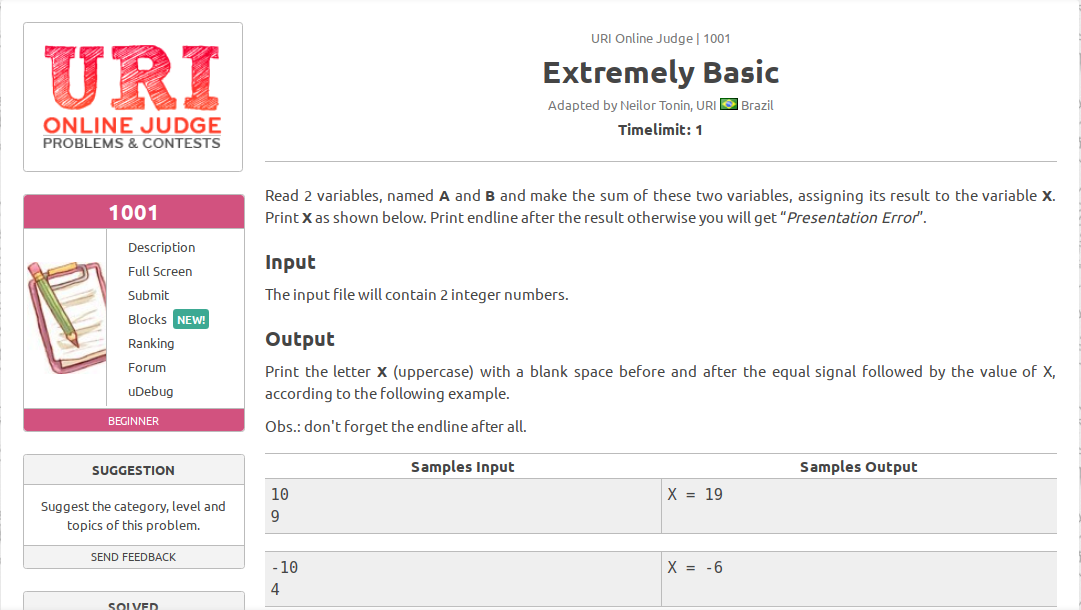 URI
ONLINE JUDGE
PROBLEMS & CONTESTS
1001
Description
Full Screen
Submit
Blocks NEW!
Ranking
Forum
uDebug
BEGINNER
SUGGESTION
Suggest the category, level and
topics of this problem.
SEND FEEDBACK
SOLVED
URI Online Judge | 1001
Extremely Basic
Adapted by Neilor Tonin, URI Brazil
Timelimit: 1
Read 2 variables, named A and B and make the sum of these two variables, assigning its result to the variable X.
Print X as shown below. Print endline after the result otherwise you will get “Presentation Error”.
Input
The input file will contain 2 integer numbers.
Output
Print the letter X (uppercase) with a blank space before and after the equal signal followed by the value of X,
according to the following example.
Obs.: don't forget the endline after all.
Samples Input Samples Output
10 X = 19
9
-10 X = -6
4